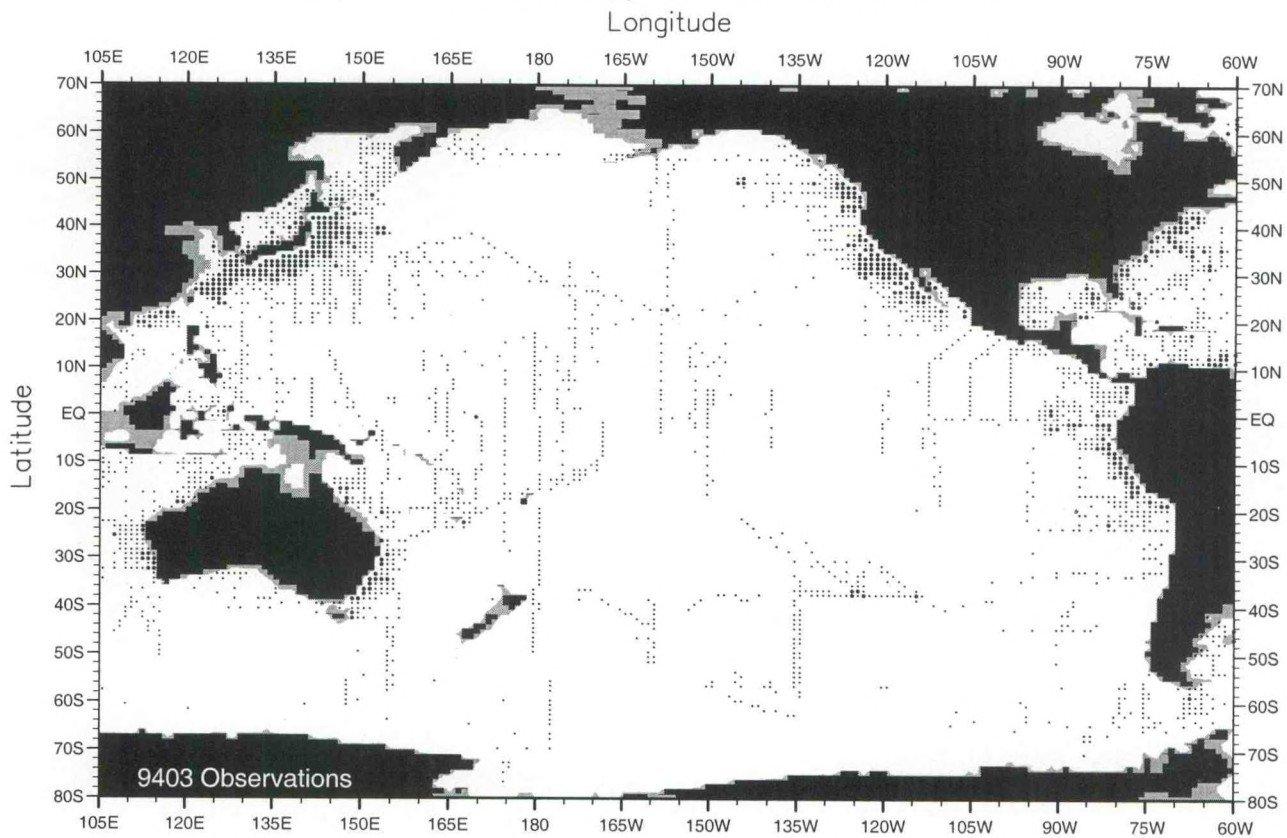 Longitude
105E 120E 135E 150E 165E 180 165W 150W 135W 120W 105W 90W 75W 60W
70N 70N
60N 60N
50N 50N
40N 40N
30N 30N
20N 20N
10N 10N
EQ EQ
Latitude
10S 10S
20S 20S
30S 30S
40S 40S
50S 50S
60S 60S
70S 70S
9403 Observations
80S 80S
105E 120E 135E 150E 165E 180 165W 150W 135W 120W 105W 90W 75W 60W